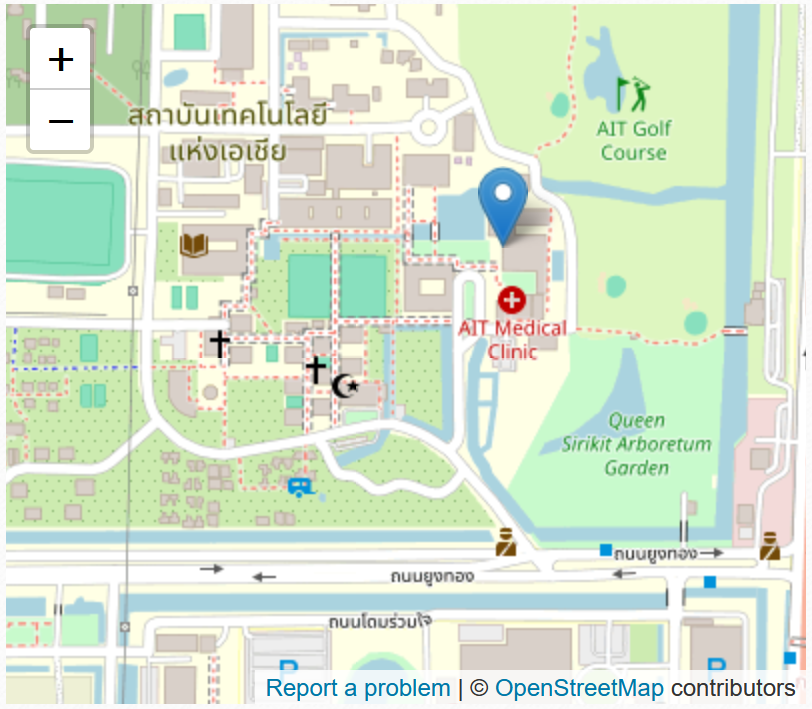 +
−
สถาบันเทคโนโลยี
แห่งเอเชีย
AIT Golf
Course
AIT Medical
Clinic
Queen
Sirikit Arboretum
Garden
ถนนยูงทอง
ถนนยูงทอง
ถนนโดมร่วมใจ
P
P
Report a problem | © OpenStreetMap contributors